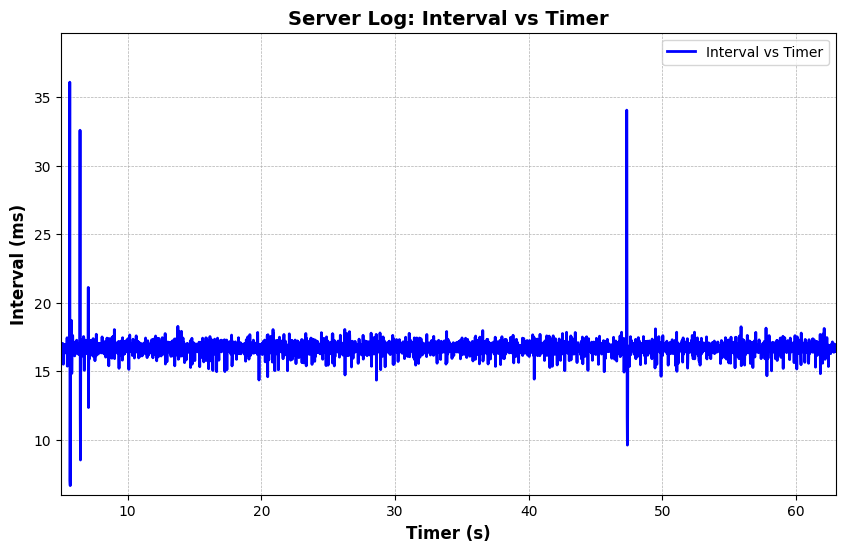 Server Log: Interval vs Timer
Interval vs Timer
35
30
25
20
15
10
Interval (ms)
10 20 30 40 50 60
Timer (s)